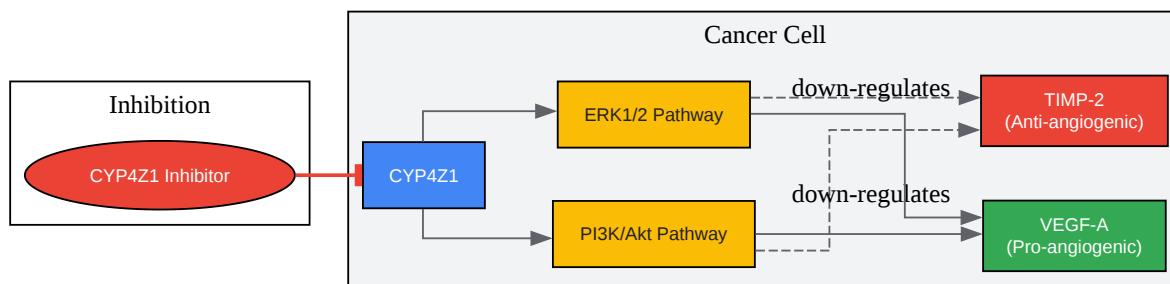 Cancer Cell
Inhibition
CYP4Z1 Inhibitor
CYP4Z1
ERK1/2 Pathway
down-regulates
TIMP-2
(Anti-angiogenic)
PI3K/Akt Pathway
down-regulates
VEGF-A
(Pro-angiogenic)